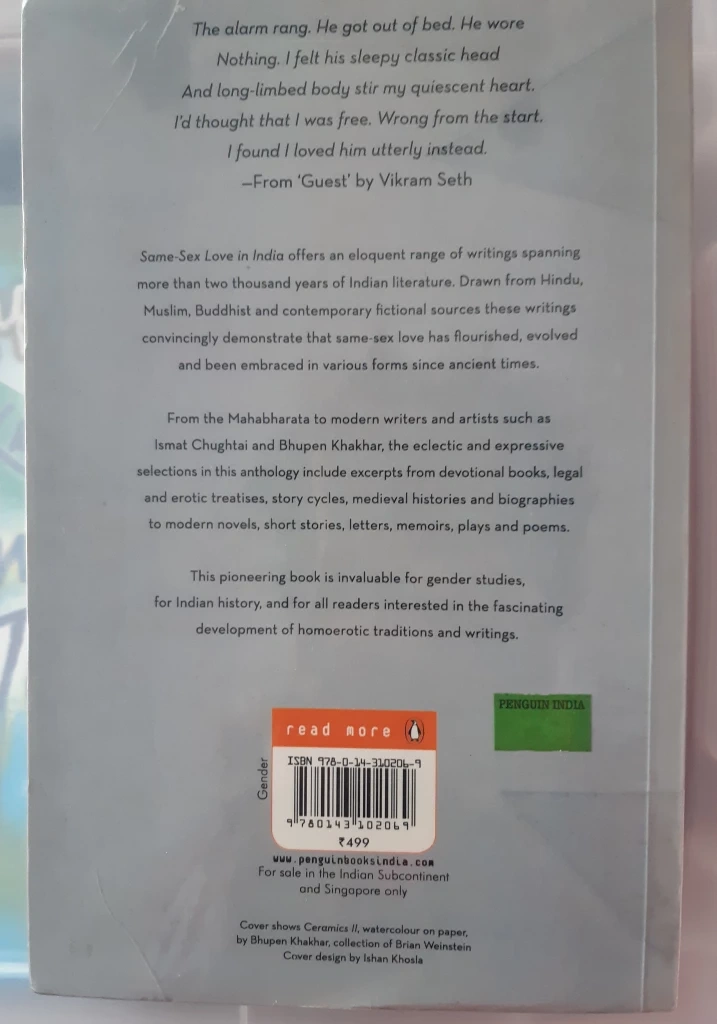 The alarm rang. He got out of bed. He wore
Nothing. I felt his sleepy classic head
And long-limbed body stir my quiescent heart.
I'd thought that I was free. Wrong from the start.
I found I loved him utterly instead.
—From 'Guest' by Vikram Seth
Same-Sex Love in India offers an eloquent range of writings spanning
more than two thousand years of Indian literature. Drawn from Hindu,
Muslim, Buddhist and contemporary fictional sources these writings
convincingly demonstrate that same-sex love has flourished, evolved
and been embraced in various forms since ancient times.
From the Mahabharata to modern writers and artists such as
Ismat Chughtai and Bhupen Khakhar, the eclectic and expressive
selections in this anthology include excerpts from devotional books, legal
and erotic treatises, story cycles, medieval histories and biographies
to modern novels, short stories, letters, memoirs, plays and poems.
This pioneering book is invaluable for gender studies,
for Indian history, and for all readers interested in the fascinating
development of homoerotic traditions and writings.
PENGUIN INDIA
read more
Gender
ISBN 978-0-14-310206-9
9 780143 102069
₹499
www.penguinbooksindia.com
For sale in the Indian Subcontinent
and Singapore only
Cover shows Ceramics II, watercolour on paper,
by Bhupen Khakhar, collection of Brian Weinstein
Cover design by Ishan Khosla